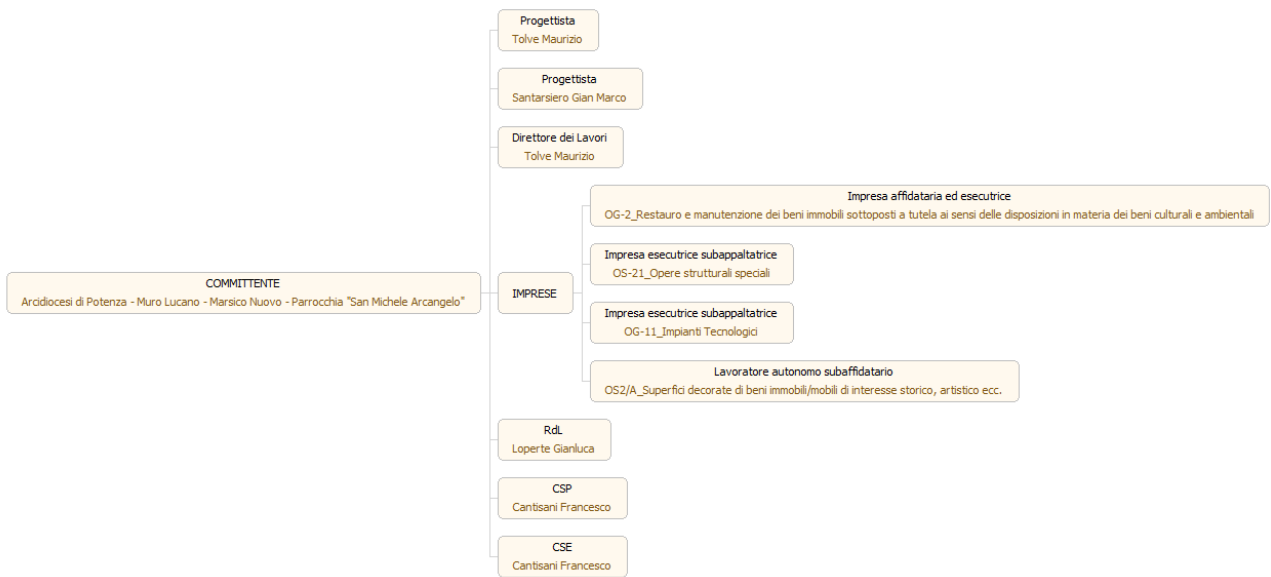 Progettista
Tolve Maurizio
Progettista
Santarsiero Gian Marco
Direttore dei Lavori
Tolve Maurizio
COMMITTENTE
Arcidiocesi di Potenza - Muro Lucano - Marsico Nuovo - Parrocchia "San Michele Arcangelo"
IMPRESE
Impresa affidataria ed esecutrice
OG-2_Restauro e manutenzione dei beni immobili sottoposti a tutela ai sensi delle disposizioni in materia dei beni culturali e ambientali
Impresa esecutrice subappaltatrice
OS-21_Opere strutturali speciali
Impresa esecutrice subappaltatrice
OG-11_Impianti Tecnologici
Lavoratore autonomo subaffidatario
OS2/A_Superfici decorate di beni immobili/mobili di interesse storico, artistico ecc.
RdL
Loperte Gianluca
CSP
Cantisani Francesco
CSE
Cantisani Francesco